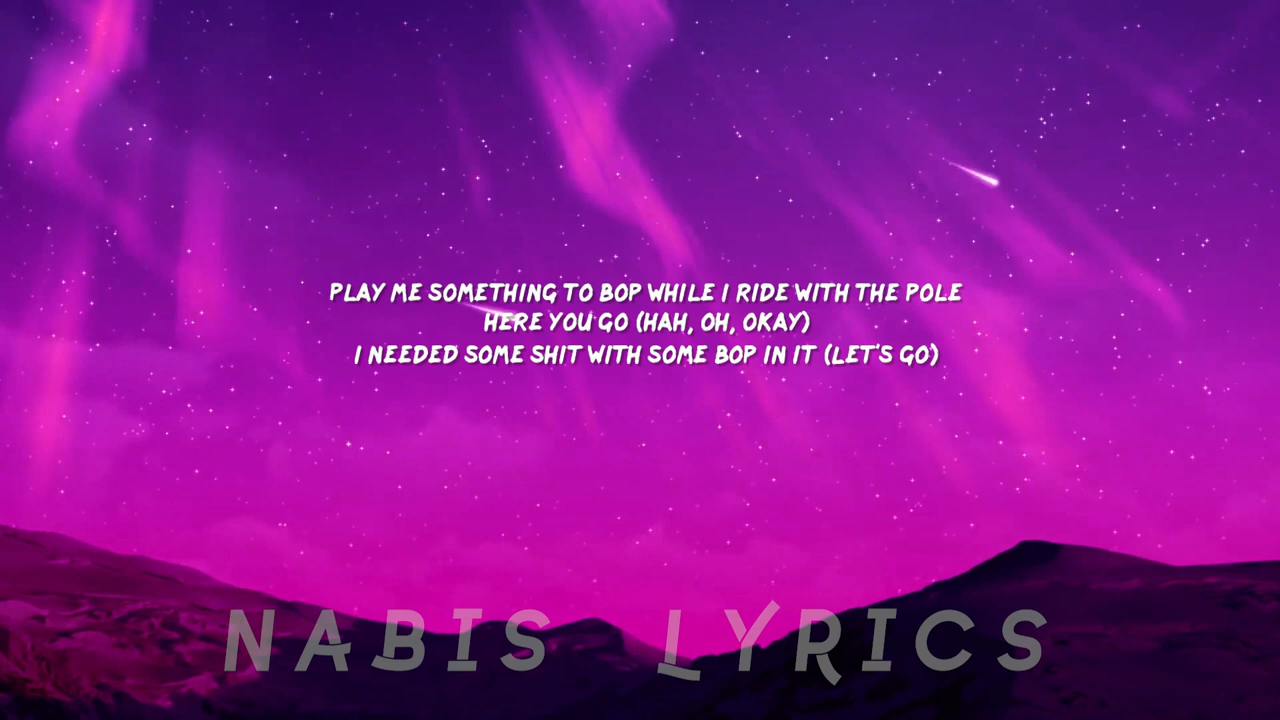 PLAY ME SOMETHING TO BOP WHILE I RIDE WITH THE POLE
HERE YOU GO (HAH, OH, OKAY)
I NEEDED SOME SHIT WITH SOME BOP IN IT (LET'S GO)
NABIS LYRICS